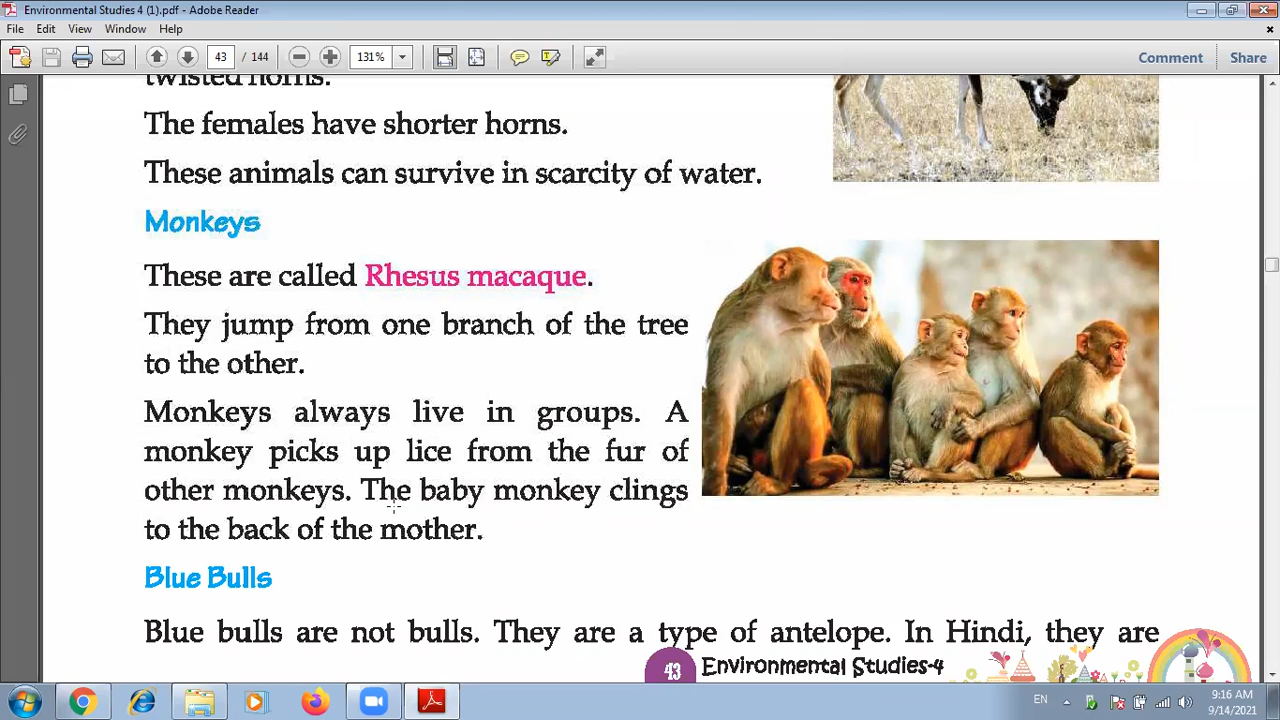 Environmental Studies 4 (1).pdf - Adobe Reader
File Edit View Window Help
43 / 144 131% Comment Share
twisted horns.
The females have shorter horns.
These animals can survive in scarcity of water.
Monkeys
These are called Rhesus macaque.
They jump from one branch of the tree
to the other.
Monkeys always live in groups. A
monkey picks up lice from the fur of
other monkeys. The baby monkey clings
to the back of the mother.
Blue Bulls
Blue bulls are not bulls. They are a type of antelope. In Hindi, they are
43 Environmental Studies-4
EN 9:16 AM
9/14/2021